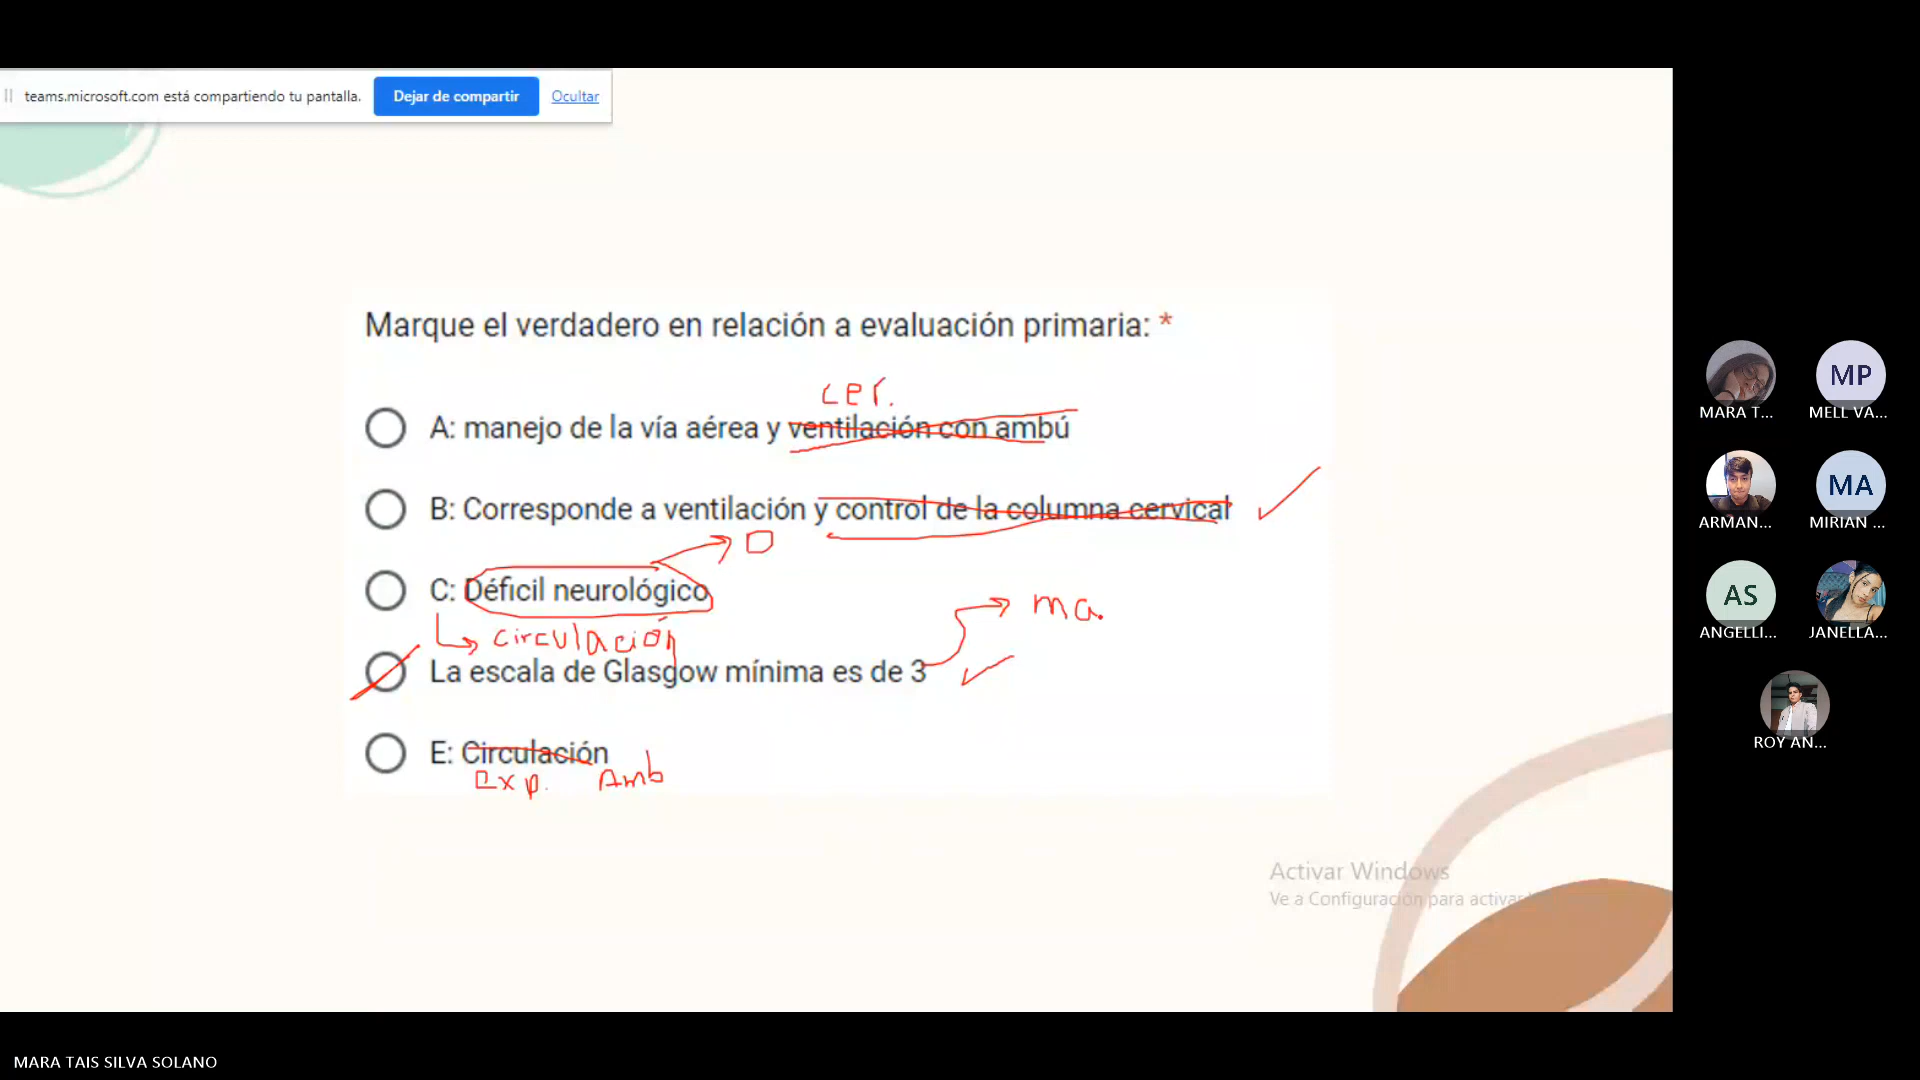 teams.microsoft.com está compartiendo tu pantalla. Dejar de compartir Ocultar
Marque el verdadero en relación a evaluación primaria: *
cer.
A: manejo de la vía aérea y ventilación con ambú
B: Corresponde a ventilación y control de la columna cervical
D
C: Déficil neurológico
ma.
circulación
La escala de Glasgow mínima es de 3
E: Circulación
Exp. Amb
Activar Windows
Ve a Configuración para activar
MARA T...
MELL VA...
MP
ARMAN...
MIRIAN ...
MA
AS
ANGELLI...
JANELLA...
ROY AN...
MARA TAIS SILVA SOLANO